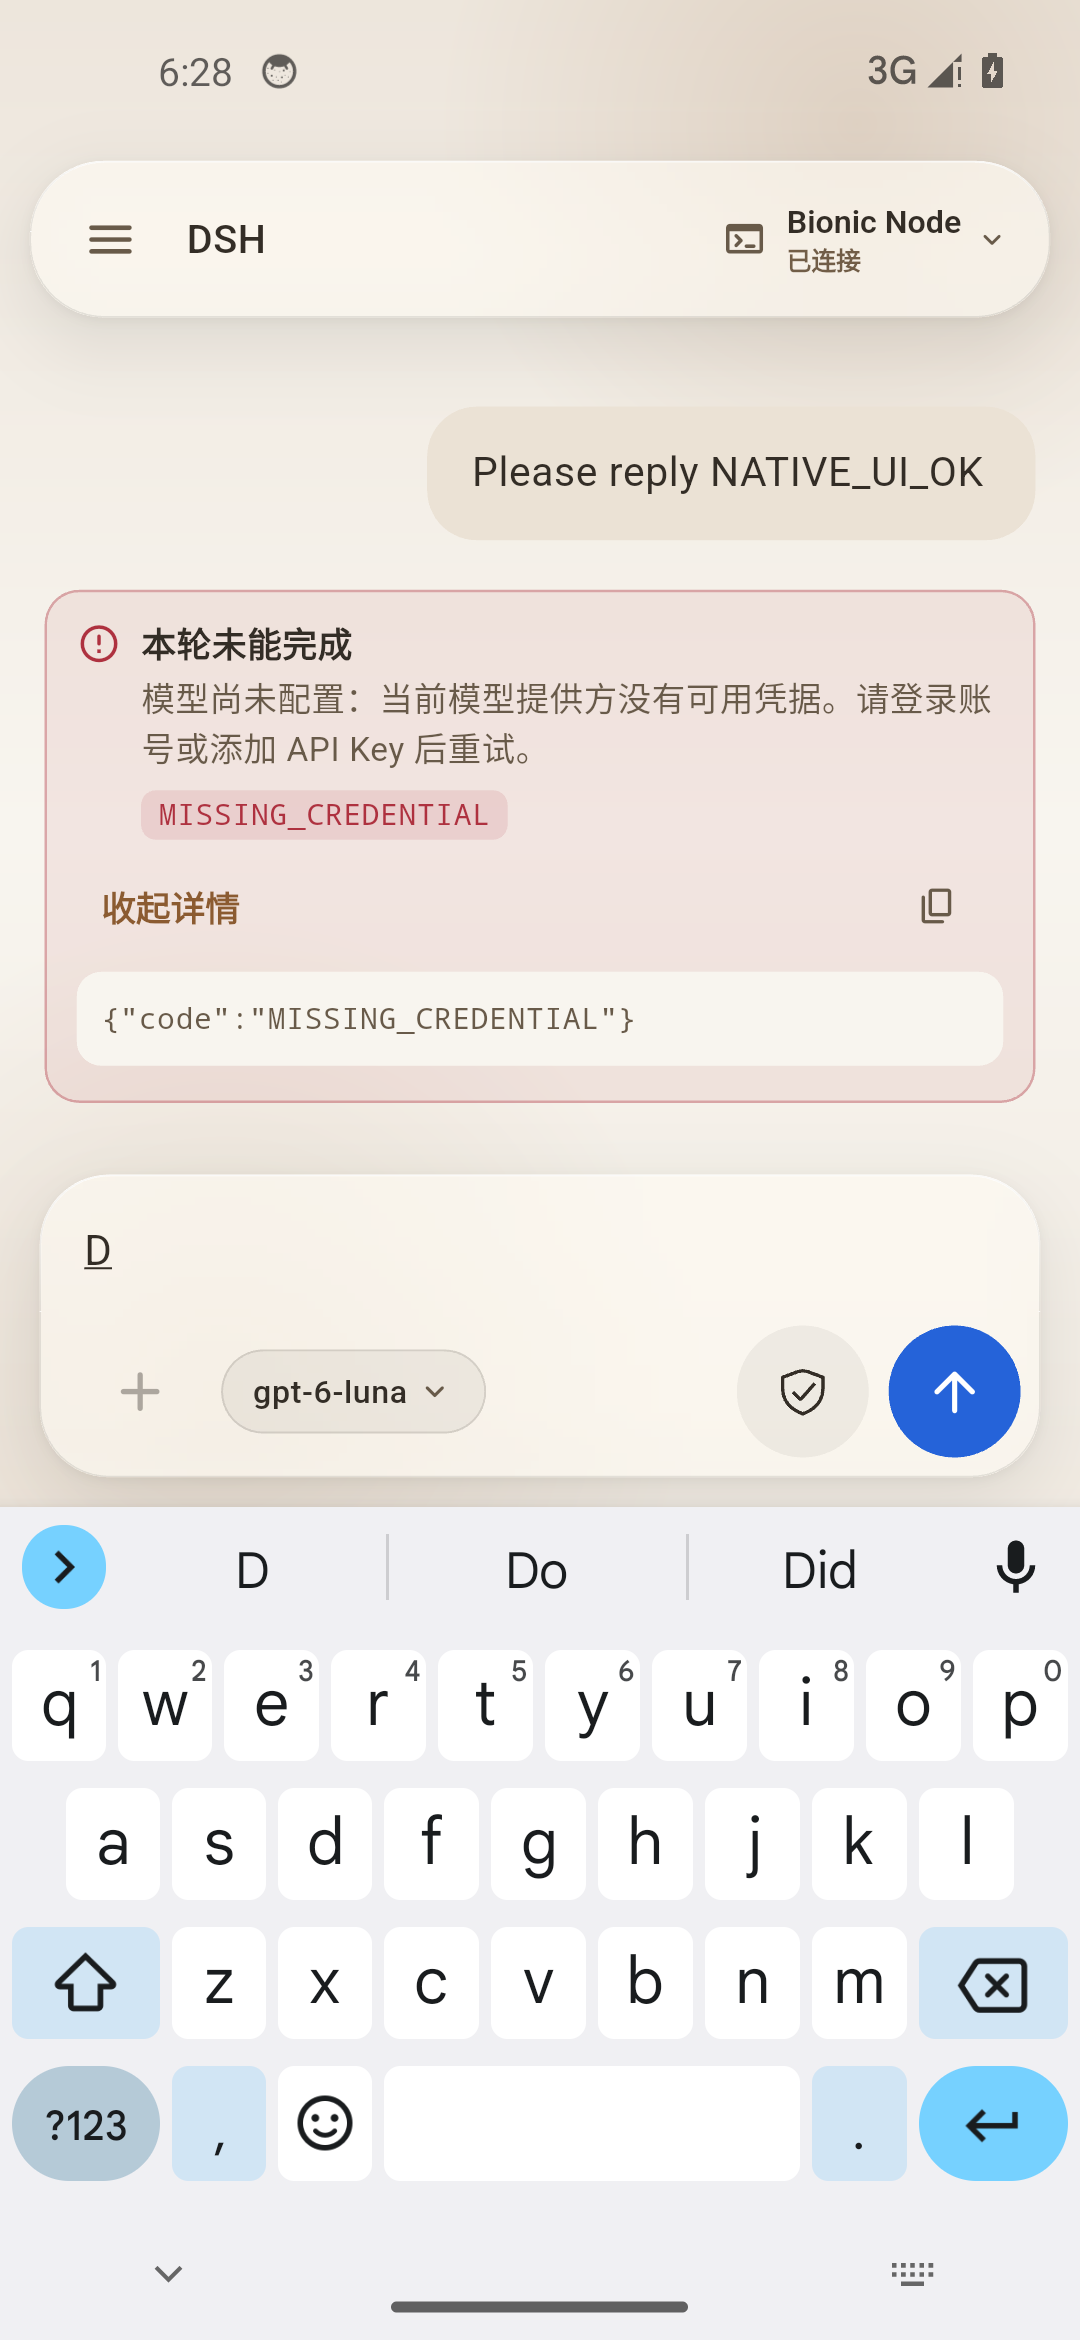 6:28
3G
DSH
Bionic Node
已连接
Please reply NATIVE_UI_OK
本轮未能完成
模型尚未配置：当前模型提供方没有可用凭据。请登录账
号或添加 API Key 后重试。
MISSING_CREDENTIAL
收起详情
{"code":"MISSING_CREDENTIAL"}
D
gpt-6-luna
D Do Did
q1 w2 e3 r4 t5 y6 u7 i8 o9 p0
a s d f g h j k l
z x c v b n m
?123 , .